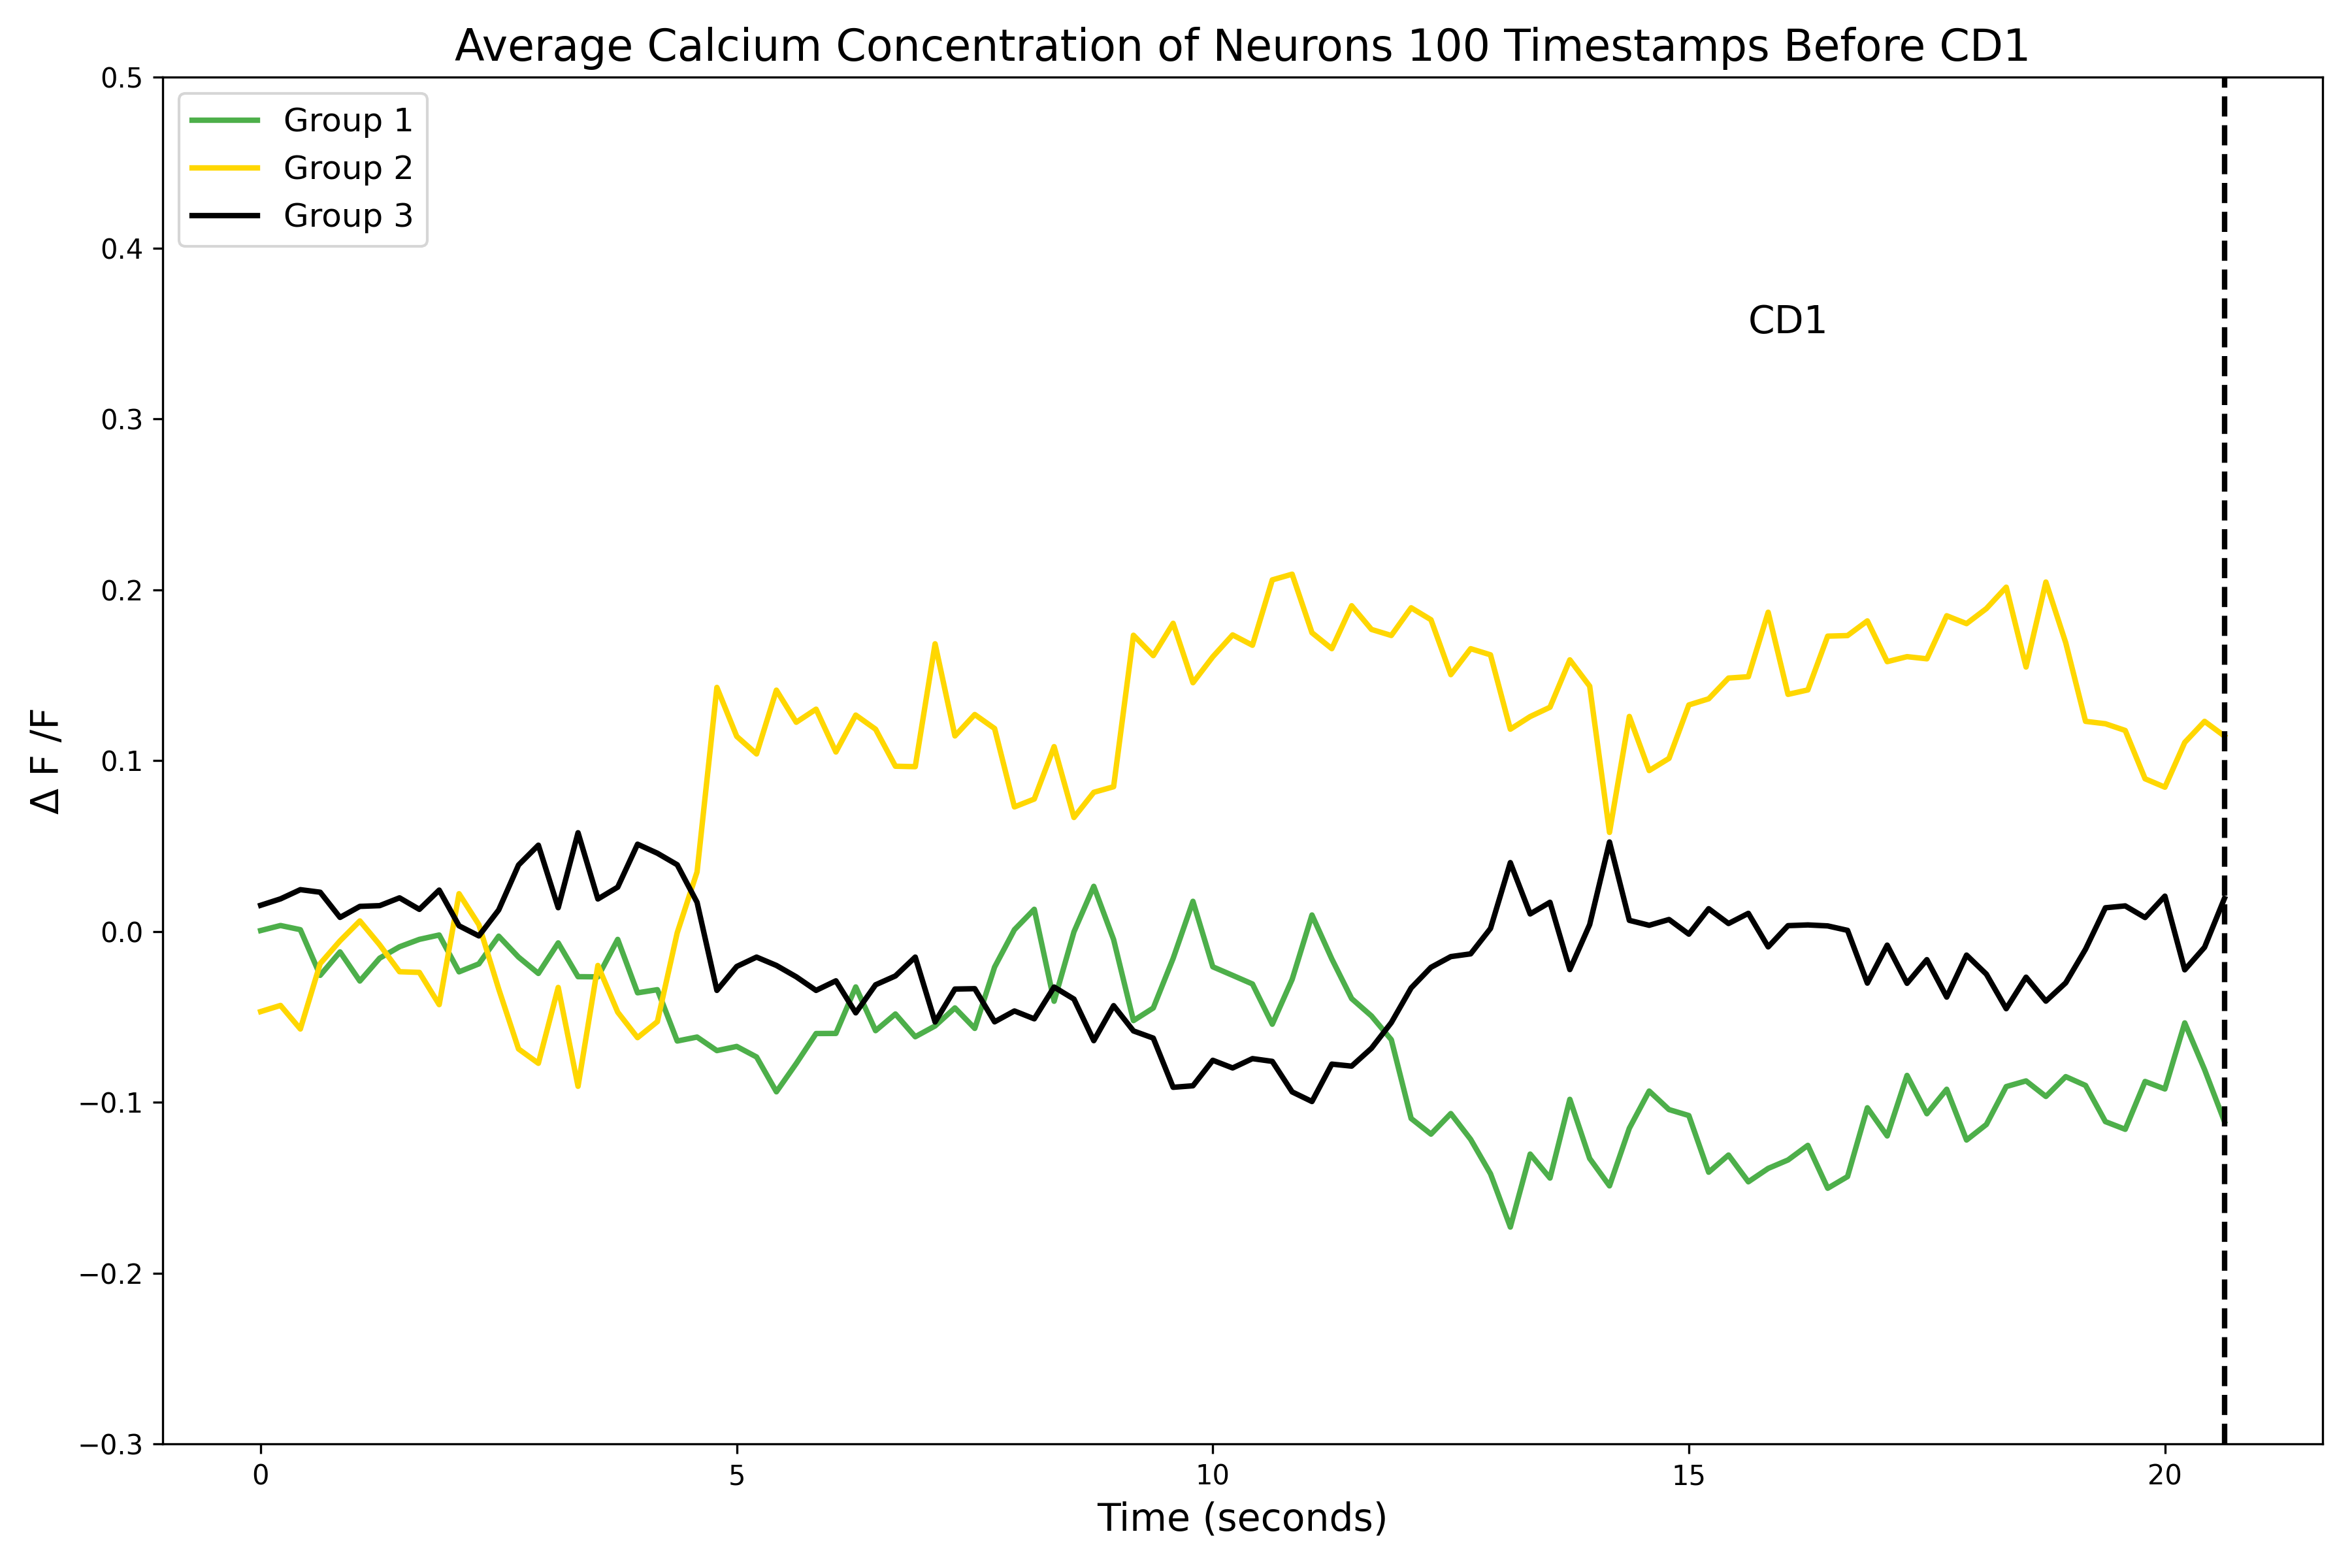 Average Calcium Concentration of Neurons 100 Timestamps Before CD1
0.5
Group 1
Group 2
Group 3
0.4
CD1
0.3
0.2
Δ F /F
0.1
0.0
−0.1
−0.2
−0.3
0 5 10 15 20
Time (seconds)